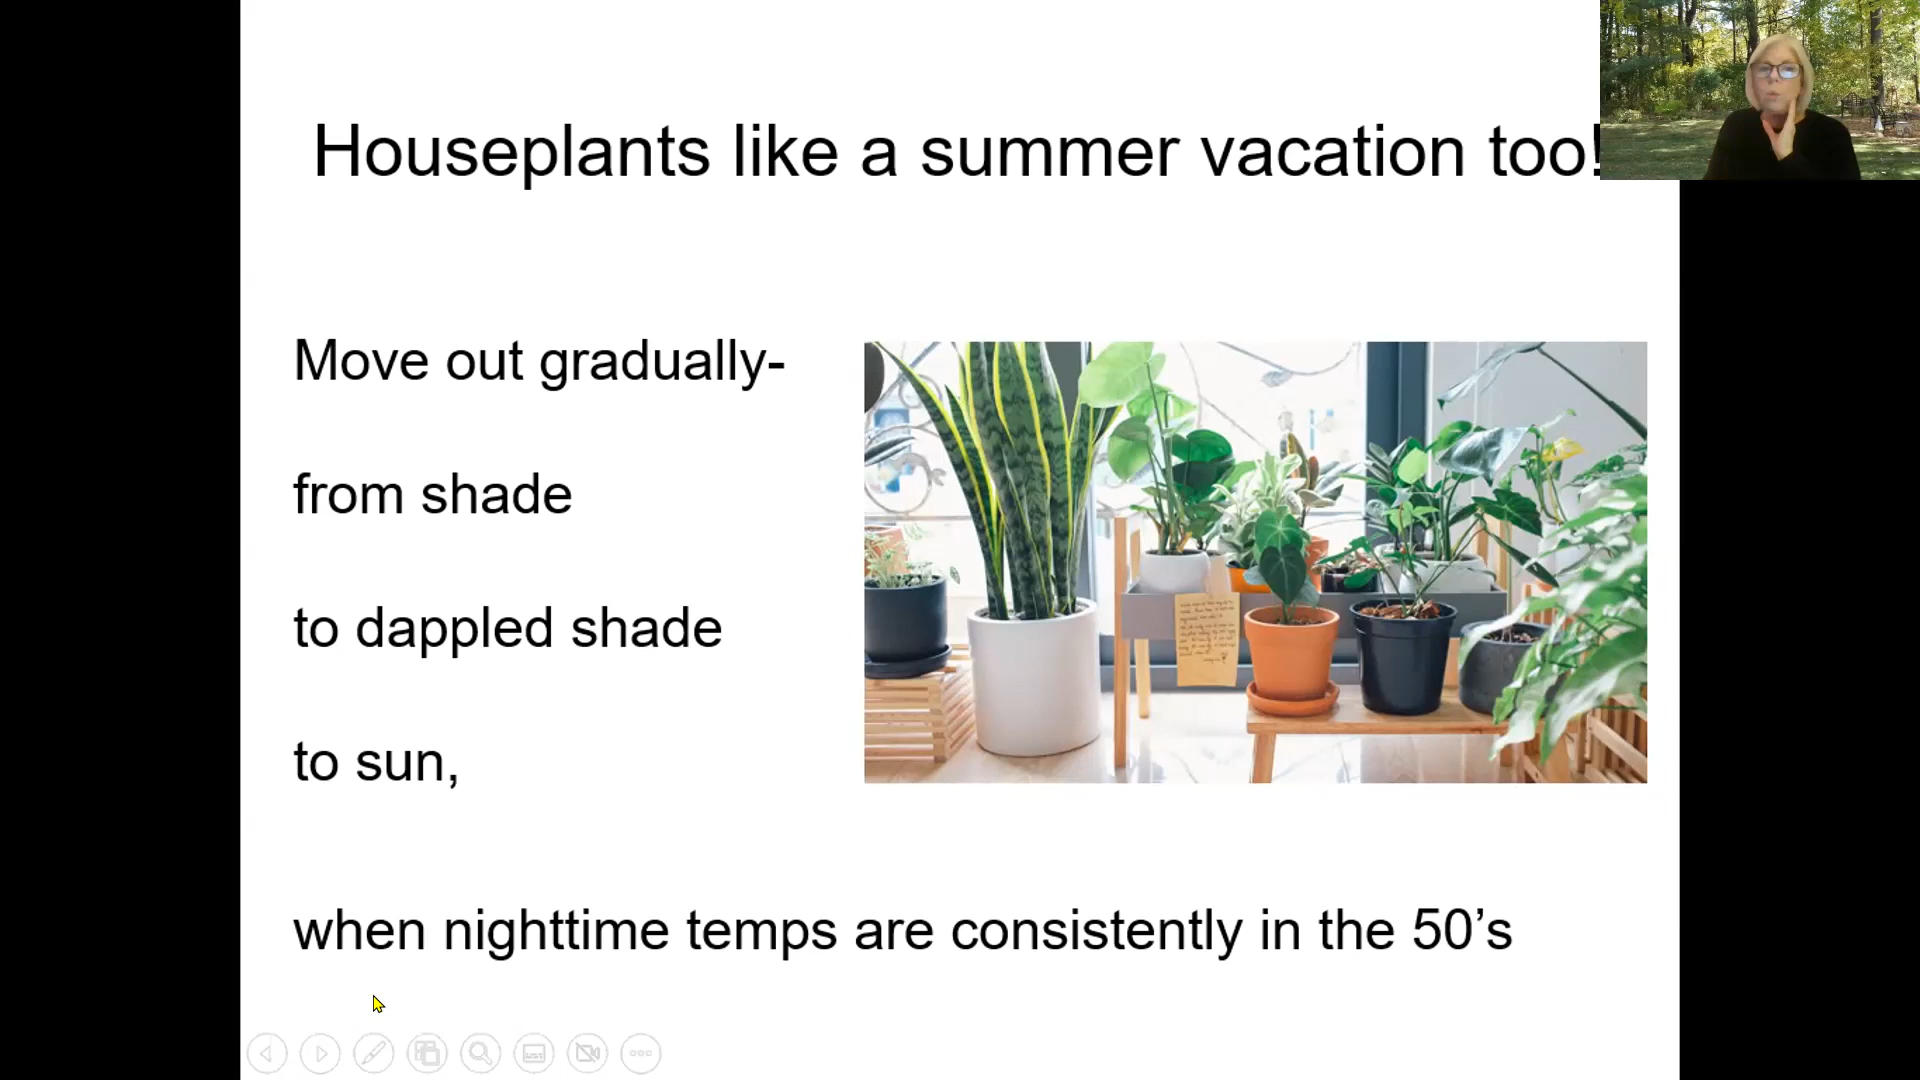 Houseplants like a summer vacation too!
Move out gradually-
from shade
to dappled shade
to sun,
when nighttime temps are consistently in the 50’s